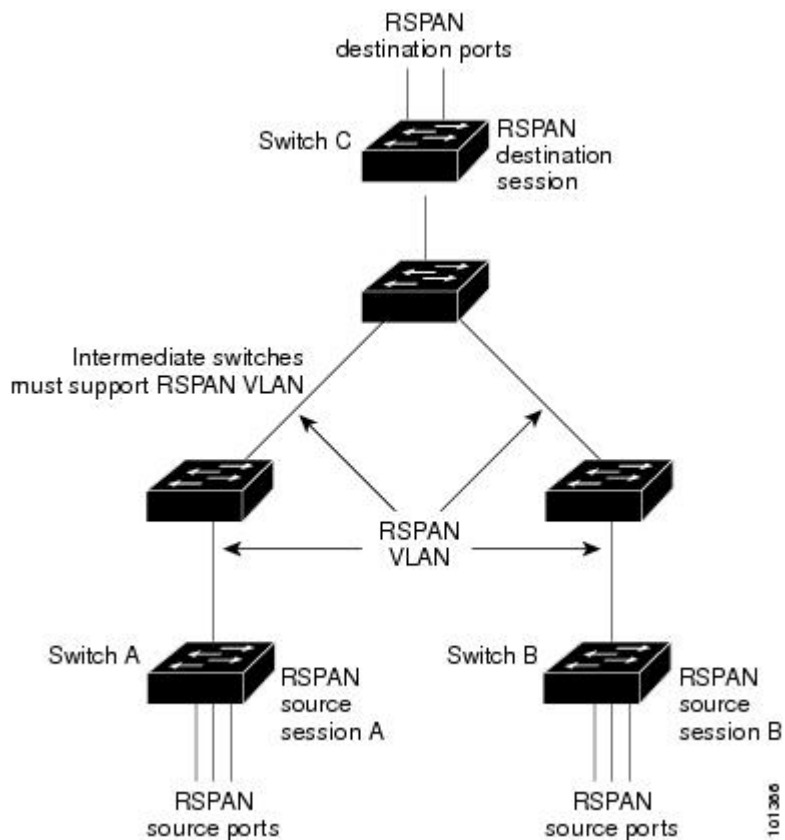 RSPAN
destination ports
Switch C
RSPAN
destination
session
Intermediate switches
must support RSPAN VLAN
RSPAN
VLAN
Switch A
RSPAN
source
session A
Switch B
RSPAN
source
session B
RSPAN
source ports
RSPAN
source ports
101366